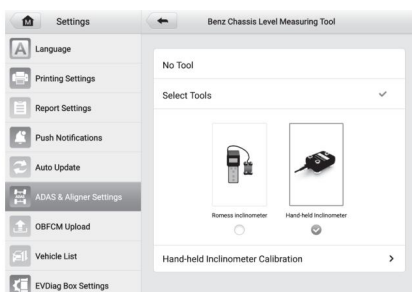 M
Settings
Benz Chassis Level Measuring Tool
A
Language
Printing Settings
Report Settings
Push Notifications
Auto Update
ADAS & Aligner Settings
OBFCM Upload
Vehicle List
EVDiag Box Settings
No Tool
Select Tools
Romess inclinometer
Hand-held Inclinometer
Hand-held Inclinometer Calibration